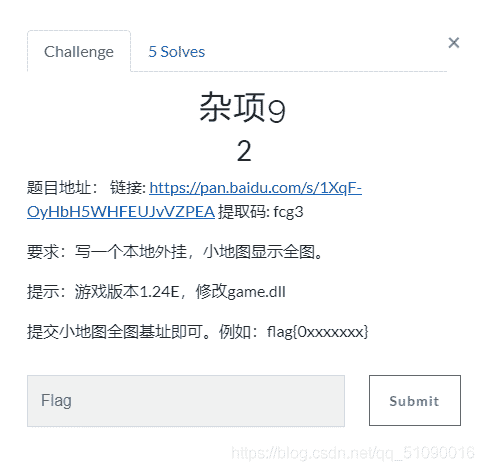 Challenge
5 Solves
×
杂项9
2
题目地址： 链接: https://pan.baidu.com/s/1XqF-
OyHbH5WHFEUJvVZPEA 提取码: fcg3
要求：写一个本地外挂，小地图显示全图。
提示：游戏版本1.24E，修改game.dll
提交小地图全图基址即可。例如：flag{0xxxxxxx}
Flag
Submit
https://blog.csdn.net/qq_51090016